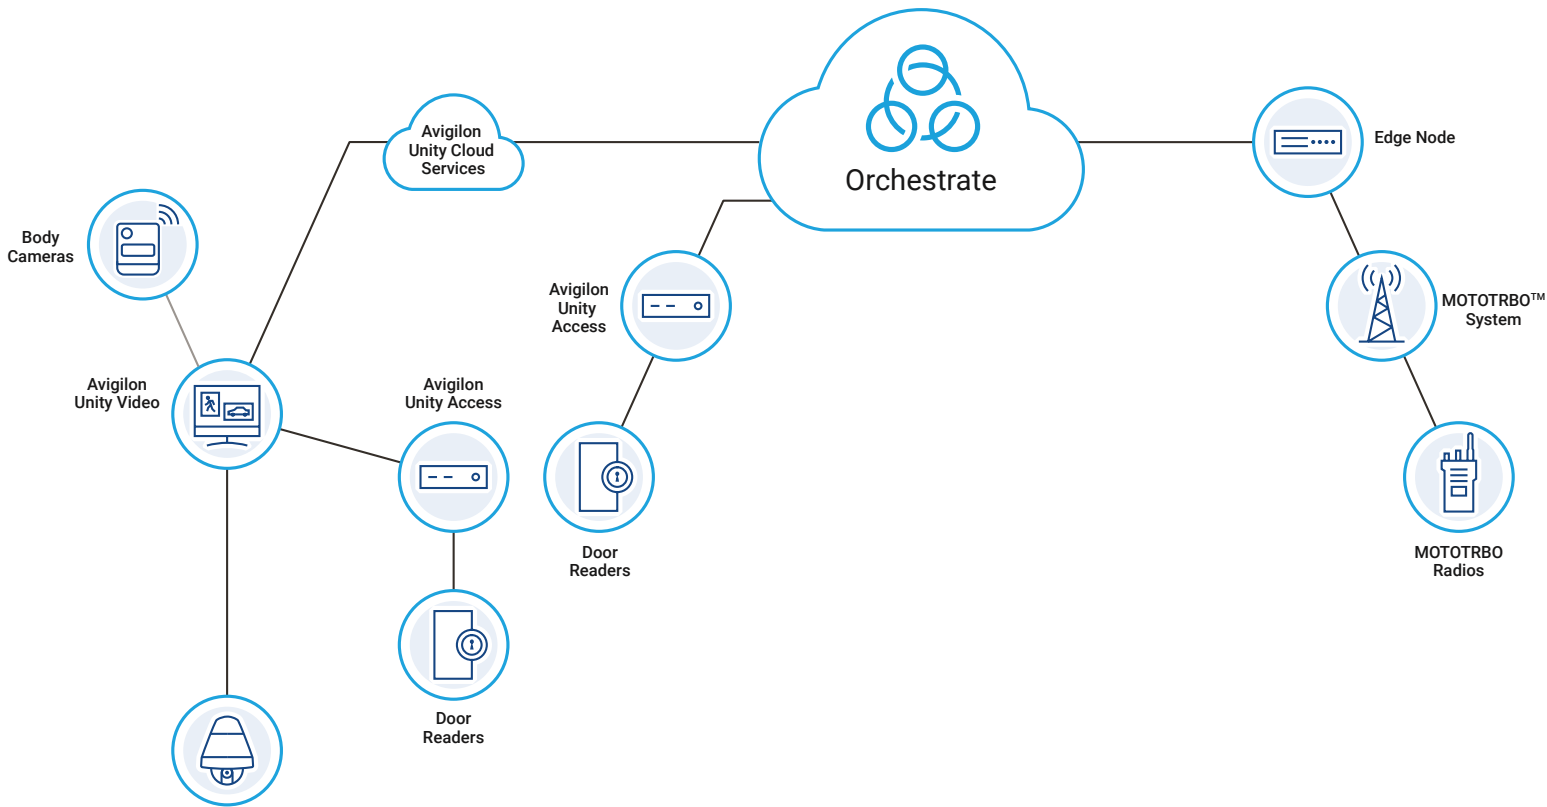 Avigilon
Unity Cloud
Services
Orchestrate
Edge Node
Body
Cameras
Avigilon
Unity
Access
MOTOTRBO™
System
Avigilon
Unity Video
Avigilon
Unity Access
Door
Readers
MOTOTRBO
Radios
Door
Readers